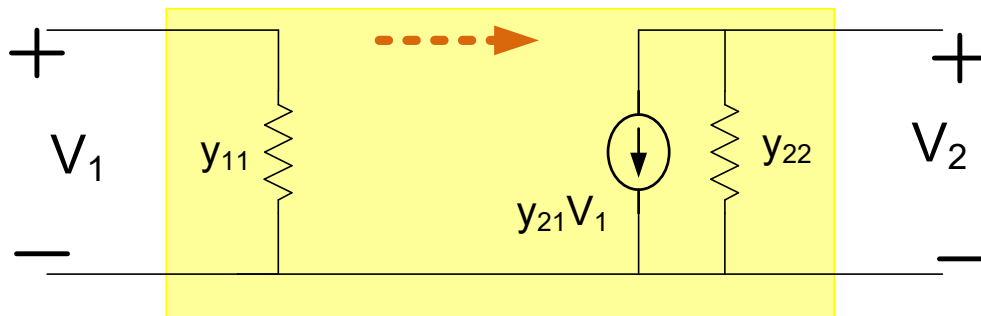 +
+
V₁
y₁₁
y₂₁V₁
y₂₂
V₂
−
−